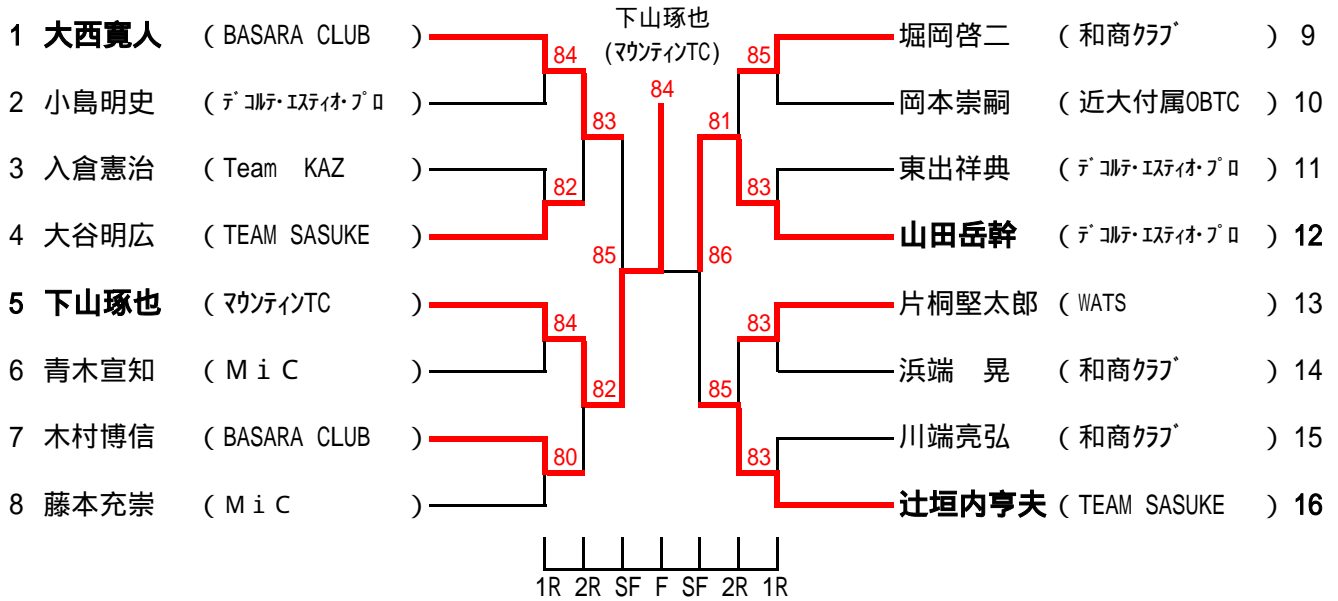 下山琢也
(マウンティンTC)
1 大西寛人 ( BASARA CLUB )
2 小島明史 ( デコルテ・エスティオ・プロ )
3 入倉憲治 ( Team KAZ )
4 大谷明広 ( TEAM SASUKE )
5 下山琢也 ( マウンティンTC )
6 青木宣知 ( MiC )
7 木村博信 ( BASARA CLUB )
8 藤本充崇 ( MiC )
84
83
82
85
84
82
80
84
85
81
83
86
83
85
83
堀岡啓二 ( 和商クラブ ) 9
岡本崇嗣 ( 近大付属OBTC ) 10
東出祥典 ( デコルテ・エスティオ・プロ ) 11
山田岳幹 ( デコルテ・エスティオ・プロ ) 12
片桐堅太郎 ( WATS ) 13
浜端 晃 ( 和商クラブ ) 14
川端亮弘 ( 和商クラブ ) 15
辻垣内亨夫 ( TEAM SASUKE ) 16
1R 2R SF F SF 2R 1R